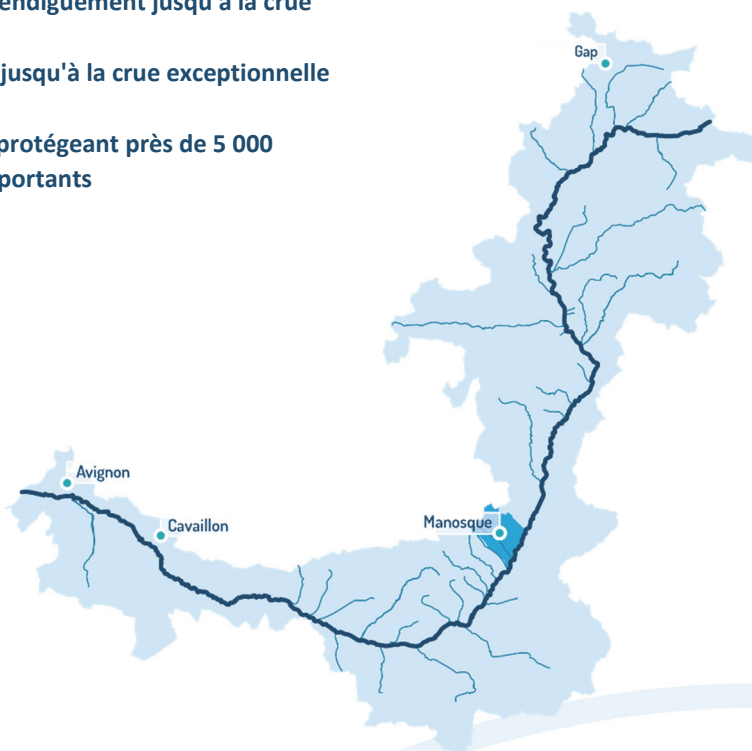 endiguement jusqu'à la crue
jusqu'à la crue exceptionnelle
protégeant près de 5 000
portants
Gap
Avignon
Cavaillon
Manosque